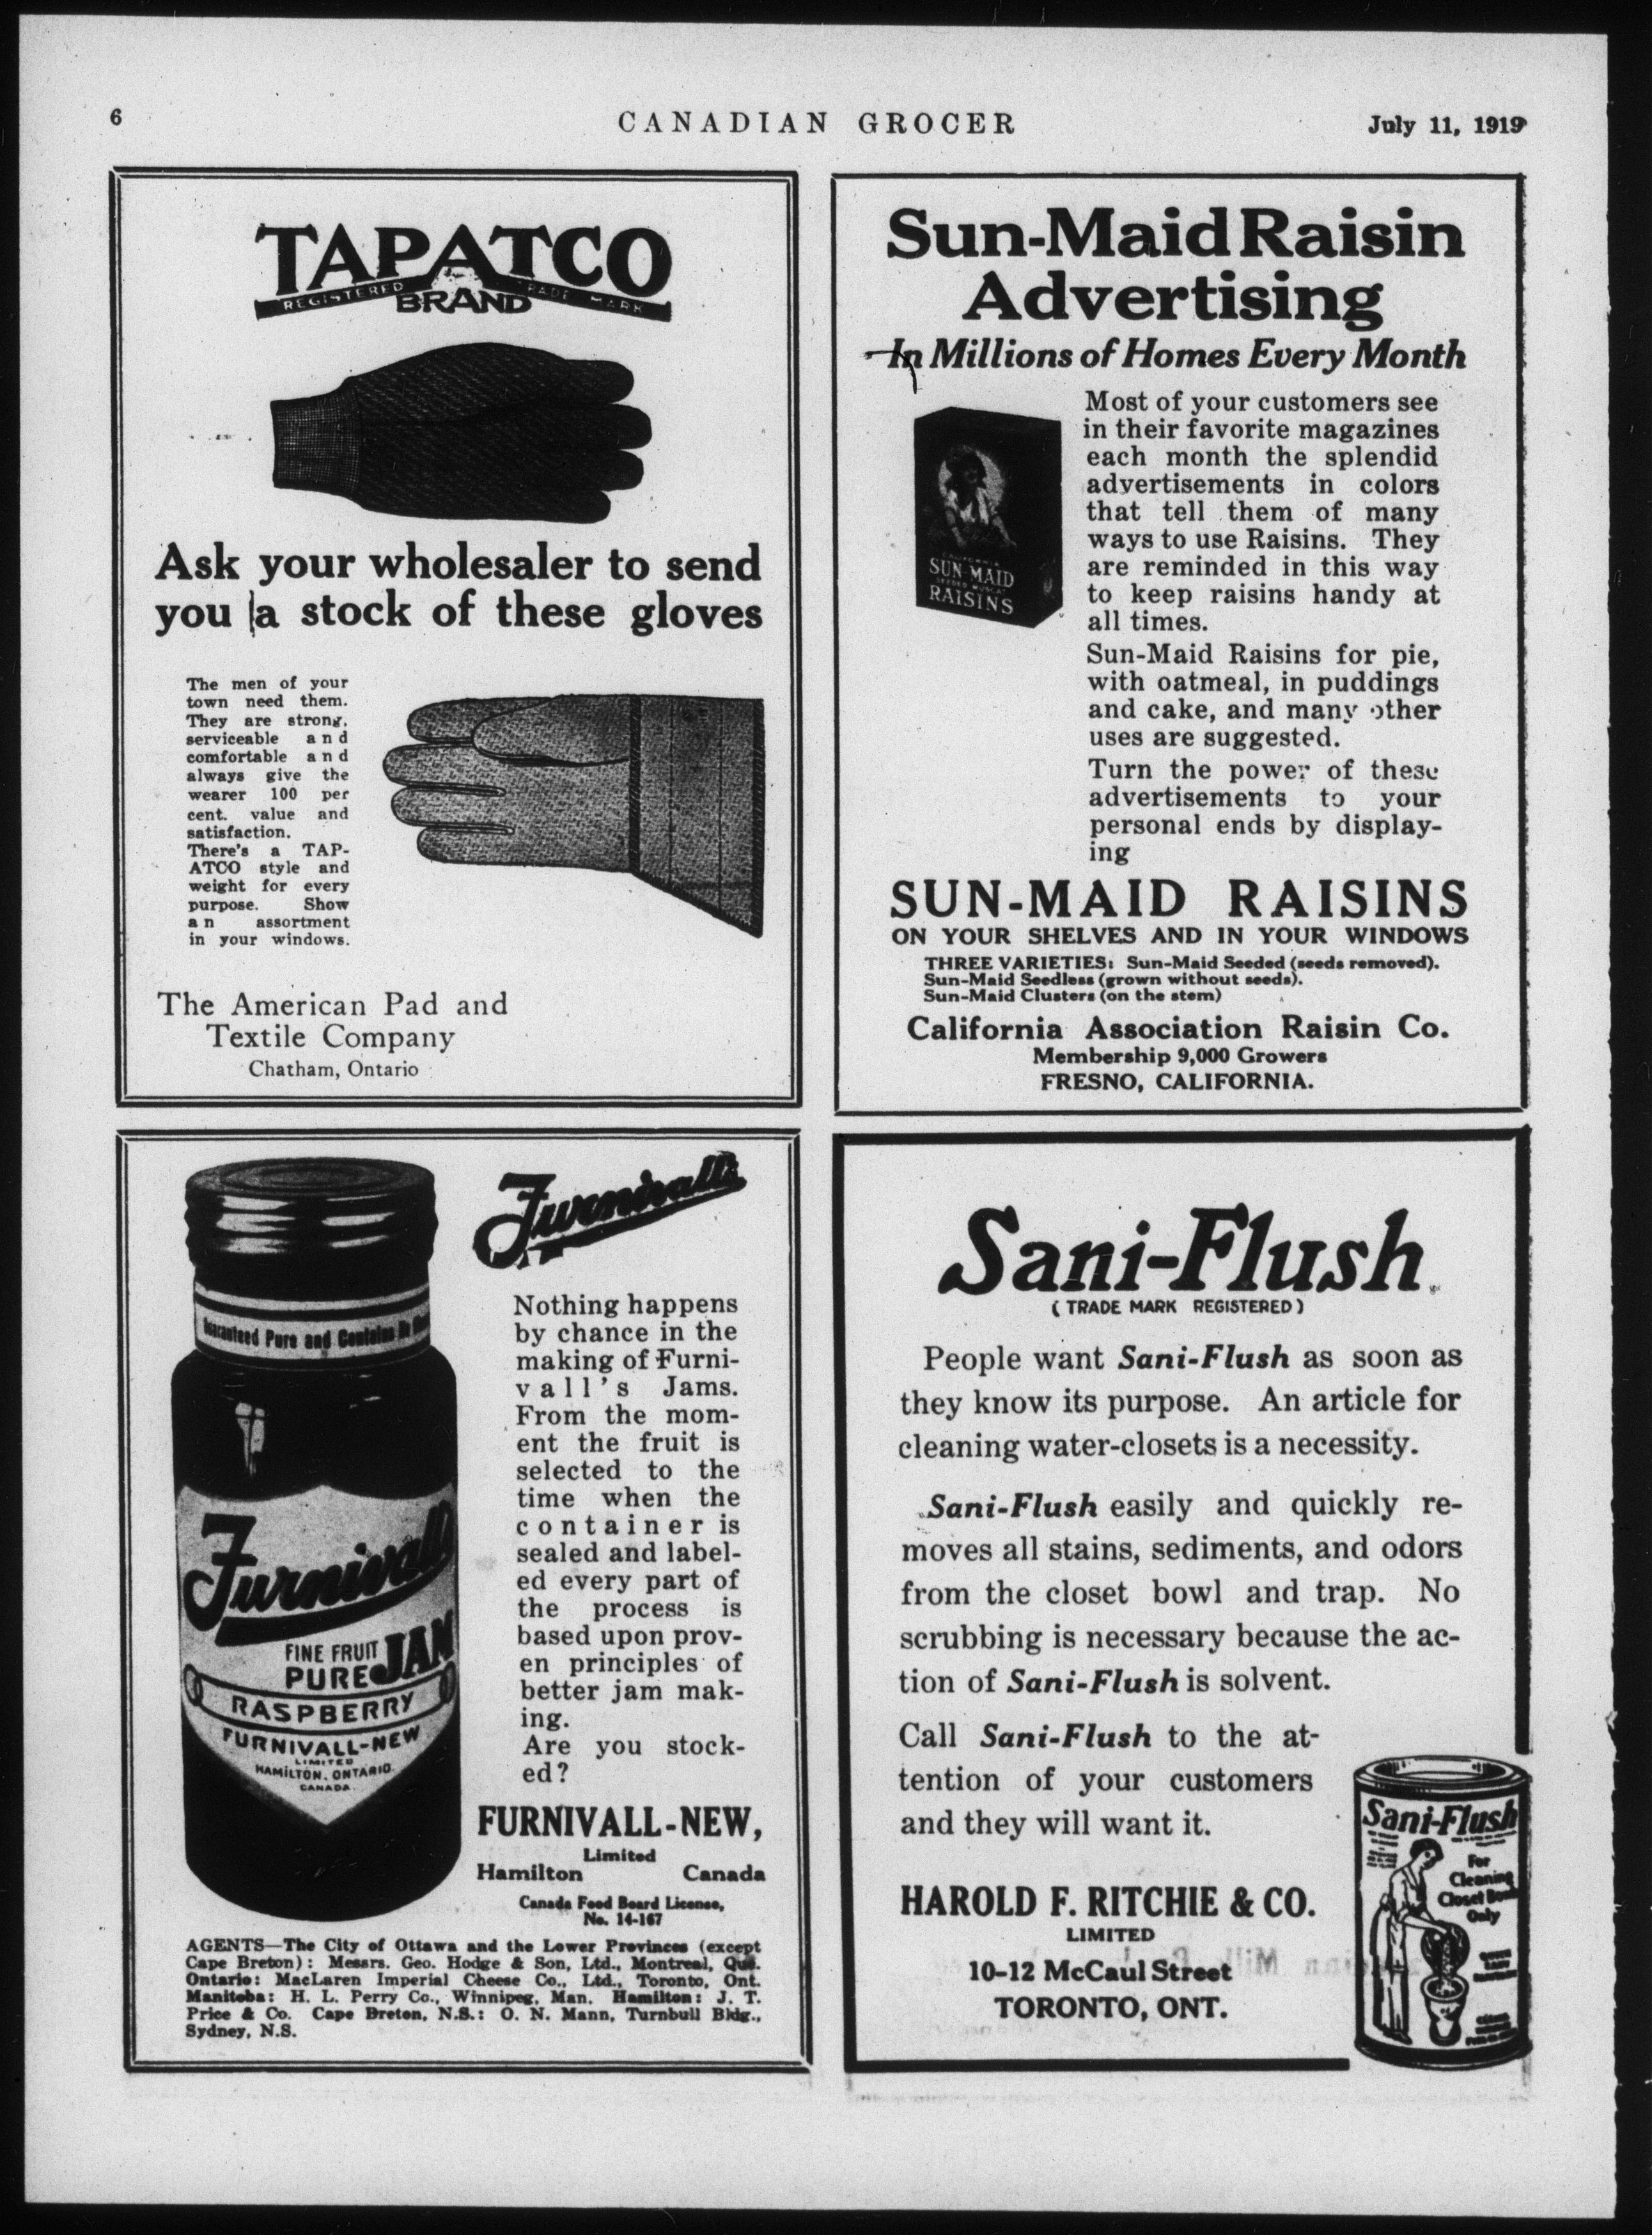 6
CANADIAN GROCER
July 11, 1919
TAPATCO
REGISTERED TRADE MARK
BRAND
Ask your wholesaler to send
you a stock of these gloves
The men of your
town need them.
They are strong,
serviceable and
comfortable and
always give the
wearer 100 per
cent. value and
satisfaction.
There's a TAP-
ATCO style and
weight for every
purpose. Show
an assortment
in your windows.
The American Pad and
Textile Company
Chatham, Ontario
Sun-Maid Raisin
Advertising
In Millions of Homes Every Month
Most of your customers see
in their favorite magazines
each month the splendid
advertisements in colors
that tell them of many
ways to use Raisins. They
are reminded in this way
to keep raisins handy at
all times.
Sun-Maid Raisins for pie,
with oatmeal, in puddings
and cake, and many other
uses are suggested.
Turn the power of these
advertisements to your
personal ends by display-
ing
CALIFORNIA
SUN MAID
SEEDED MUSCAT
RAISINS
SUN-MAID RAISINS
ON YOUR SHELVES AND IN YOUR WINDOWS
THREE VARIETIES: Sun-Maid Seeded (seeds removed).
Sun-Maid Seedless (grown without seeds).
Sun-Maid Clusters (on the stem)
California Association Raisin Co.
Membership 9,000 Growers
FRESNO, CALIFORNIA.
Furnivall's
Nothing happens
by chance in the
making of Furni-
vall's Jams.
From the mom-
ent the fruit is
selected to the
time when the
container is
sealed and label-
ed every part of
the process is
based upon prov-
en principles of
better jam mak-
ing.
Are you stock-
ed?
Guaranteed Pure and Contains No
Furnivall's
FINE FRUIT
PURE JAM
RASPBERRY
FURNIVALL-NEW
LIMITED
HAMILTON, ONTARIO.
CANADA
FURNIVALL-NEW,
Limited
Hamilton Canada
Canada Food Board License,
No. 14-167
AGENTS—The City of Ottawa and the Lower Provinces (except
Cape Breton): Messrs. Geo. Hodge & Son, Ltd., Montreal, Que.
Ontario: MacLaren Imperial Cheese Co., Ltd., Toronto, Ont.
Manitoba: H. L. Perry Co., Winnipeg, Man. Hamilton: J. T.
Price & Co. Cape Breton, N.S.: O. N. Mann, Turnbull Bldg.,
Sydney, N.S.
Sani-Flush
(TRADE MARK REGISTERED)
People want Sani-Flush as soon as
they know its purpose. An article for
cleaning water-closets is a necessity.
Sani-Flush easily and quickly re-
moves all stains, sediments, and odors
from the closet bowl and trap. No
scrubbing is necessary because the ac-
tion of Sani-Flush is solvent.
Call Sani-Flush to the at-
tention of your customers
and they will want it.
HAROLD F. RITCHIE & CO.
LIMITED
10-12 McCaul Street
TORONTO, ONT.
Sani-Flush
For
Cleaning
Closet Bowls
Only